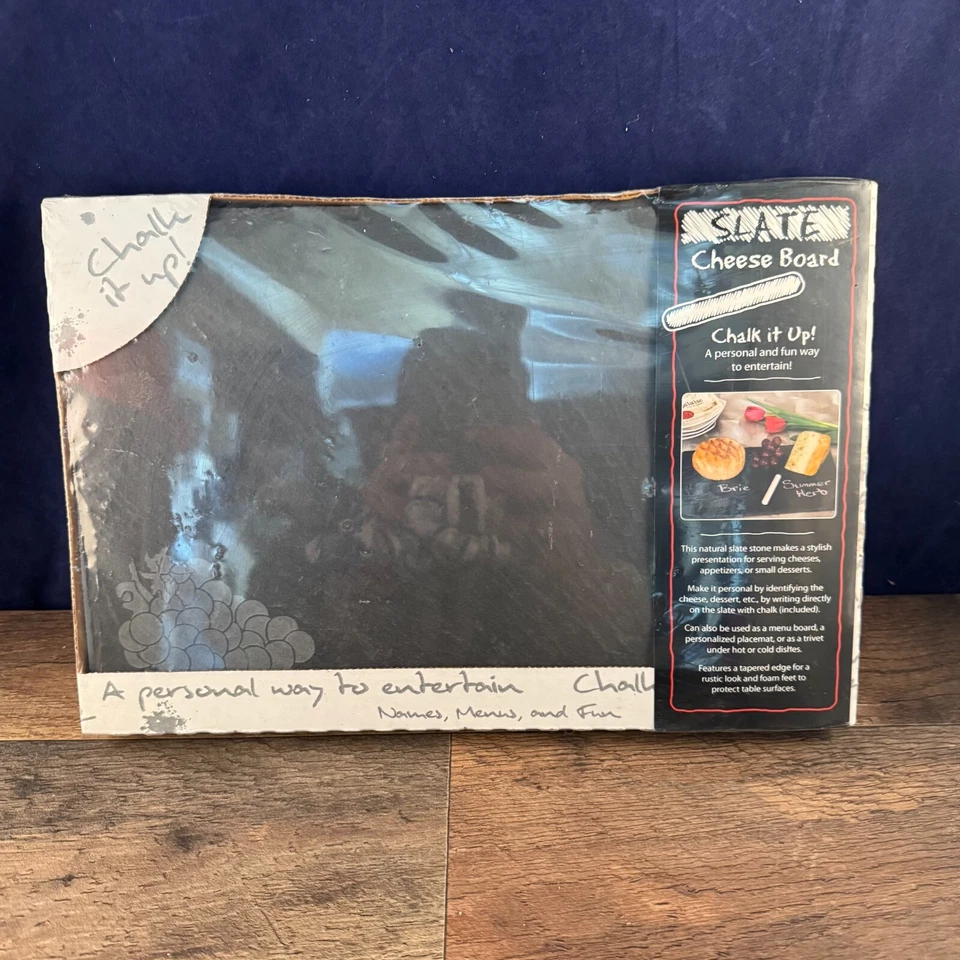 Chalk
it up!
A personal way to entertain Chalk
Names, Menus, and Fun
SLATE
Cheese Board
Chalk it Up!
A personal and fun way
to entertain!
Brie
Summer
Herb
This natural slate stone makes a stylish
presentation for serving cheeses,
appetizers, or small desserts.
Make it personal by identifying the
cheese, dessert, etc., by writing directly
on the slate with chalk (included).
Can also be used as a menu board, a
personalized placemat, or as a trivet
under hot or cold dishes.
Features a tapered edge for a
rustic look and foam feet to
protect table surfaces.